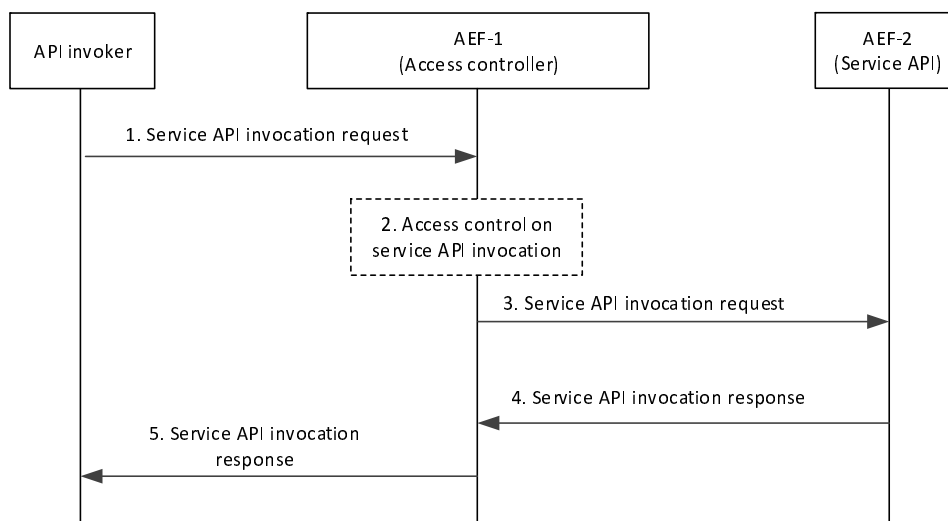 API invoker
AEF-1
(Access controller)
AEF-2
(Service API)
1. Service API invocation request
2. Access control on
service API invocation
3. Service API invocation request
4. Service API invocation response
5. Service API invocation
response